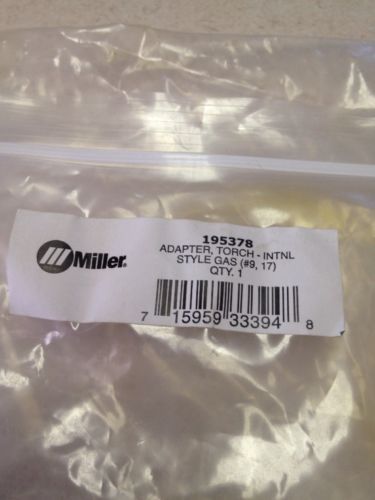 195378
ADAPTER, TORCH - INTNL
STYLE GAS (#9, 17)
QTY. 1
Miller®
7 15959 33394 8